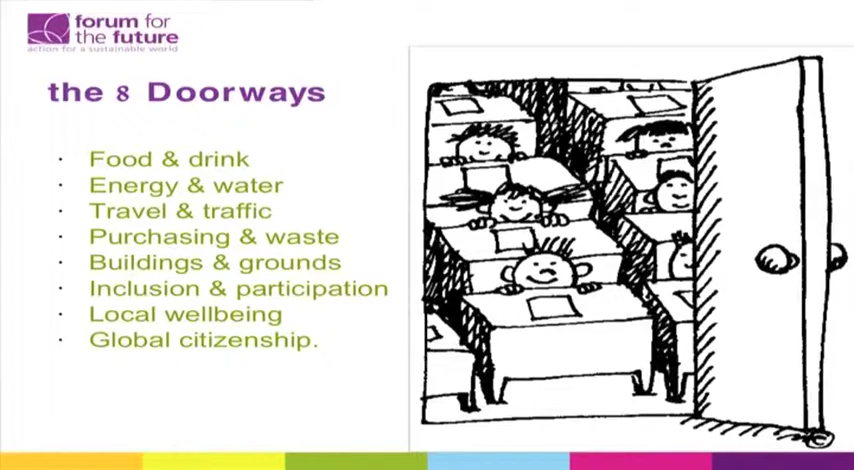 forum for
the future
action for a sustainable world
the 8 Doorways
· Food & drink
· Energy & water
· Travel & traffic
· Purchasing & waste
· Buildings & grounds
· Inclusion & participation
· Local wellbeing
· Global citizenship.
©